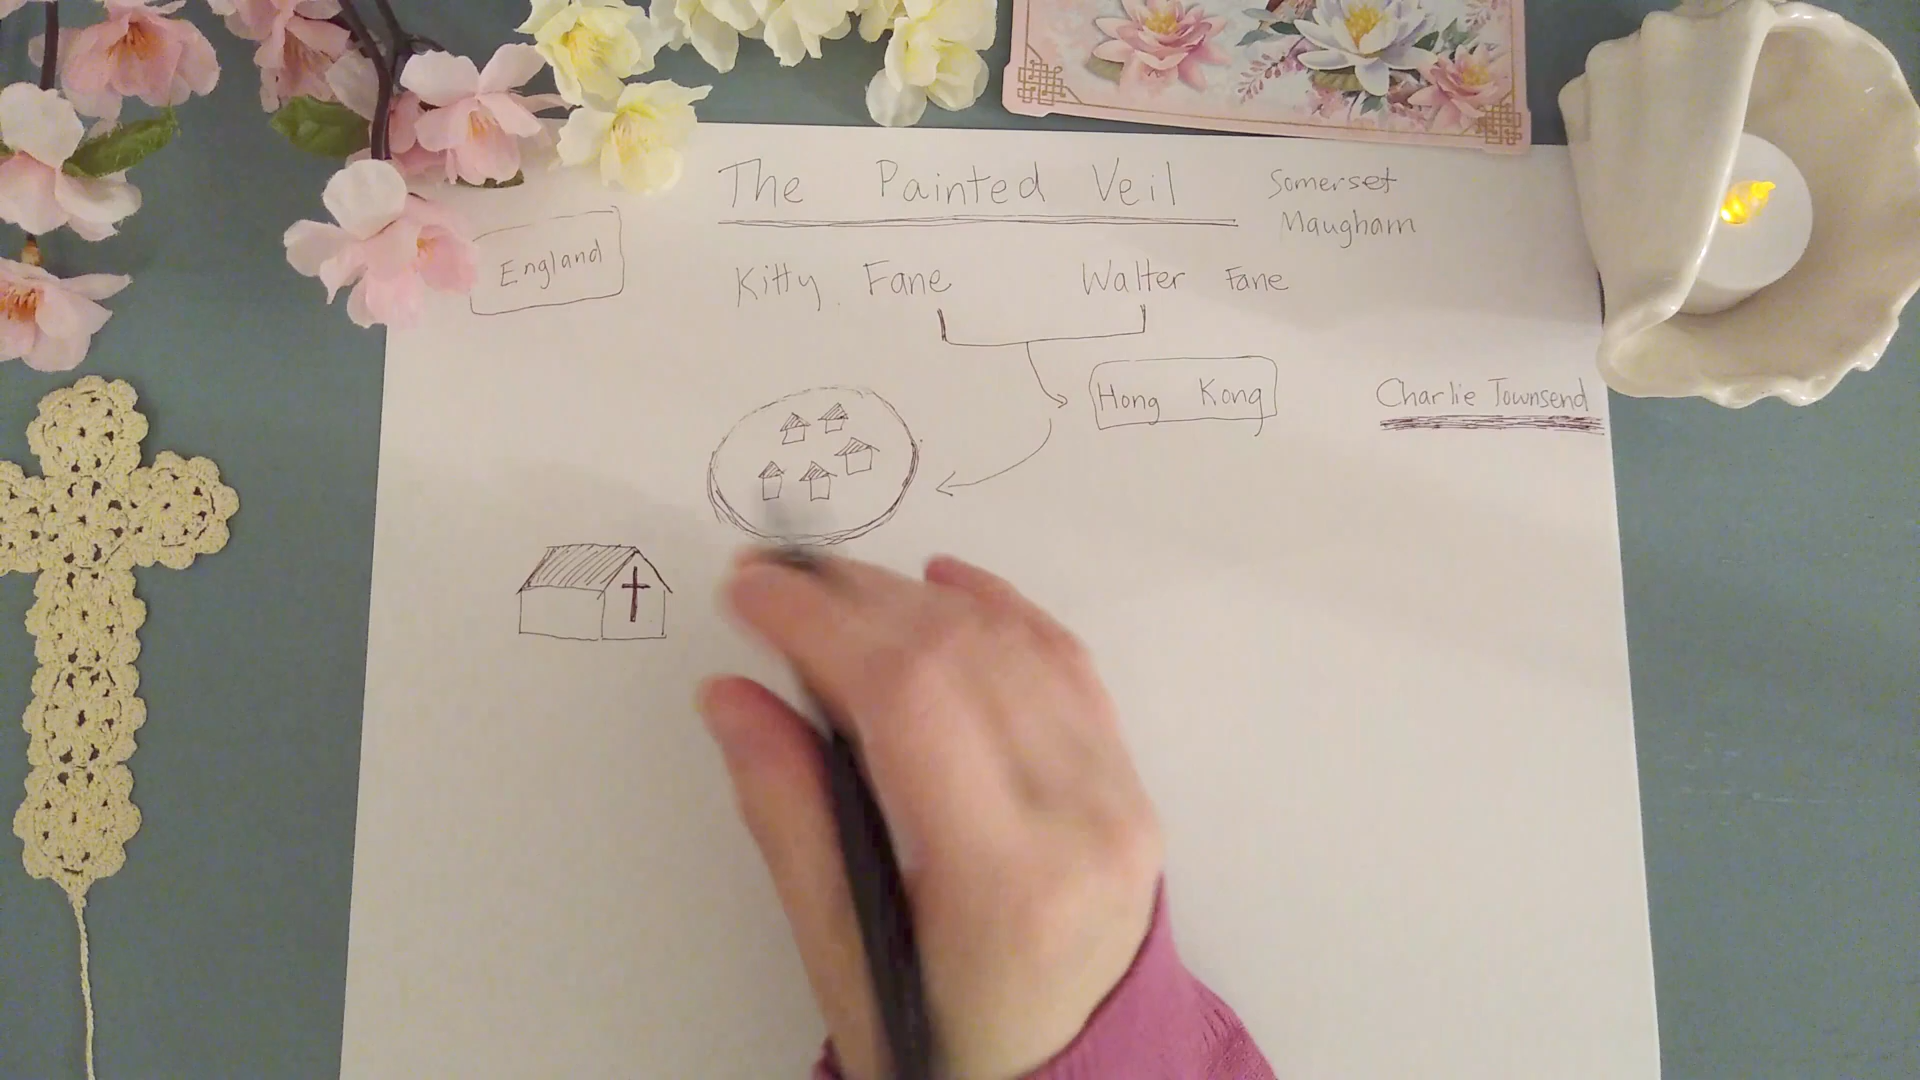 The Painted Veil
Somerset
Maugham
England
Kitty Fane
Walter Fane
Hong Kong
Charlie Townsend